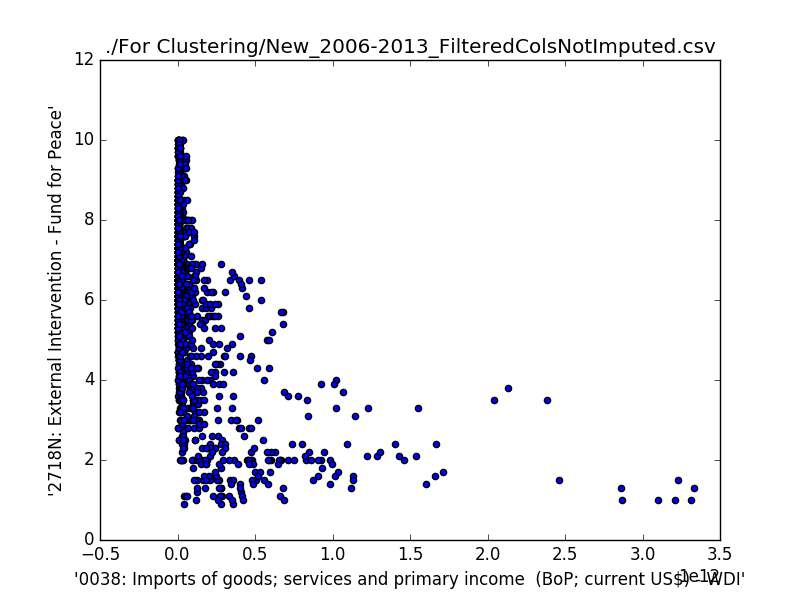 ./For Clustering/New_2006-2013_FilteredColsNotImputed.csv
12
10
8
6
4
2
0
'2718N: External Intervention - Fund for Peace'
−0.5 0.0 0.5 1.0 1.5 2.0 2.5 3.0 3.5
1e12
'0038: Imports of goods; services and primary income (BoP; current US$) - WDI'